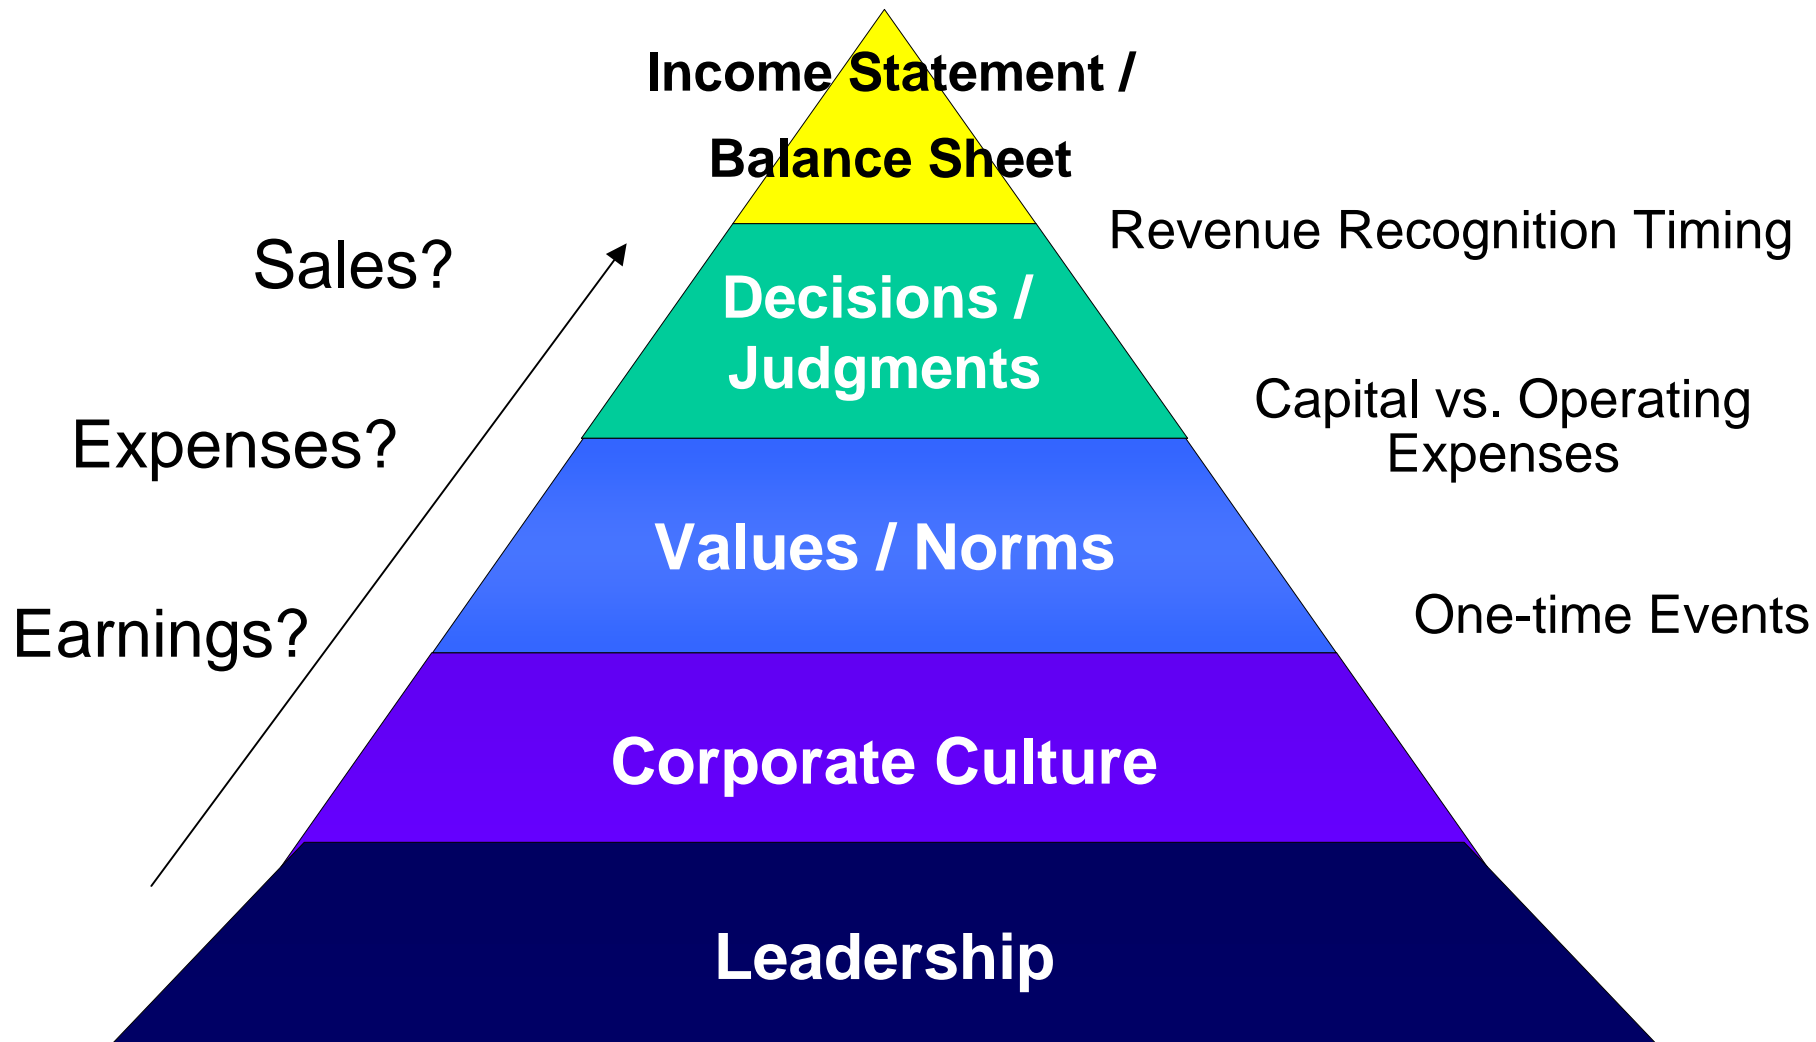 Income Statement /
Balance Sheet
Revenue Recognition Timing
Sales?
Decisions /
Judgments
Capital vs. Operating
Expenses
Expenses?
Values / Norms
One-time Events
Earnings?
Corporate Culture
Leadership